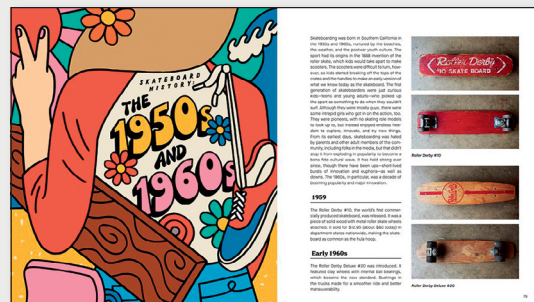 SKATEBOARD
HISTORY:
THE
1950s
AND
1960s
Skateboarding was born in Southern California in
the 1950s and 1960s, nurtured by the beaches,
the weather, and the postwar youth culture. The
sport had its origins in the 1898 invention of the
roller skate, which kids would take apart to make
scooters. The scooters were difficult to turn, how-
ever, so kids started breaking off the tops of the
crates and the handles to make an early version of
what we know today as the skateboard. The first
generation of skateboarders were just curious
kids—teens and young adults—who picked up
the sport as something to do when they couldn't
surf. Although they were mostly guys, there were
some intrepid girls who got in on the action, too.
They were pioneers, with no skating role models
to look up to, but instead enjoyed endless free-
dom to explore, innovate, and try new things.
From its earliest days, skateboarding was hated
by parents and other adult members of the com-
munity, including folks in the media, but that didn't
stop it from exploding in popularity to become a
bona fide cultural wave. It has held strong ever
since, though there have been ups—short-lived
bursts of innovation and euphoria—as well as
downs. The 1960s, in particular, was a decade of
booming popularity and major innovation.
1959
The Roller Derby #10, the world's first commer-
cially produced skateboard, was released. It was a
piece of solid wood with metal roller skate wheels
attached. It sold for
department stores nationwide, making the skate-
board as common as the hula hoop.
Early 1960s
The Roller Derby Deluxe #20 was introduced. It
featured clay wheels with internal ball bearings,
which became the new standard. Bushings in
the trucks made for a smoother ride and better
maneuverability.
Roller Derby
SKATE BOARD
Roller Derby #10
Roller Derby Deluxe #20